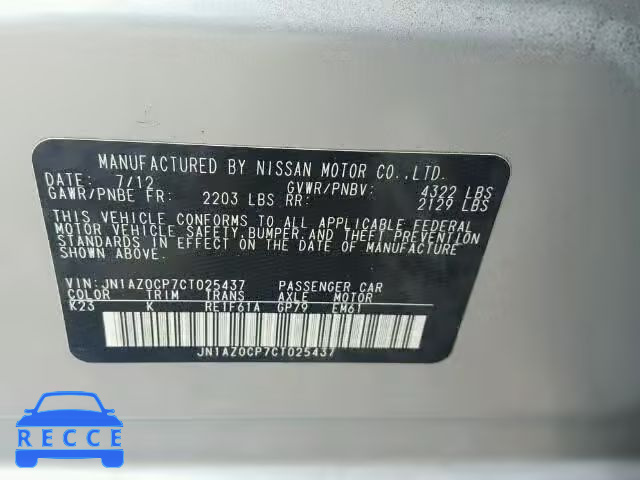 MANUFACTURED BY NISSAN MOTOR CO.,LTD.
DATE: 7/12 GVWR/PNBV: 4322 LBS
GAWR/PNBE FR: 2203 LBS RR: 2129 LBS
THIS VEHICLE CONFORMS TO ALL APPLICABLE FEDERAL
MOTOR VEHICLE SAFETY,BUMPER,AND THEFT PREVENTION
STANDARDS IN EFFECT ON THE DATE OF MANUFACTURE
SHOWN ABOVE.
VIN: JN1AZ0CP7CT025437 PASSENGER CAR
COLOR TRIM TRANS AXLE MOTOR
K23 K RE1F61A GP79 EM61
JN1AZ0CP7CT025437
RECCE